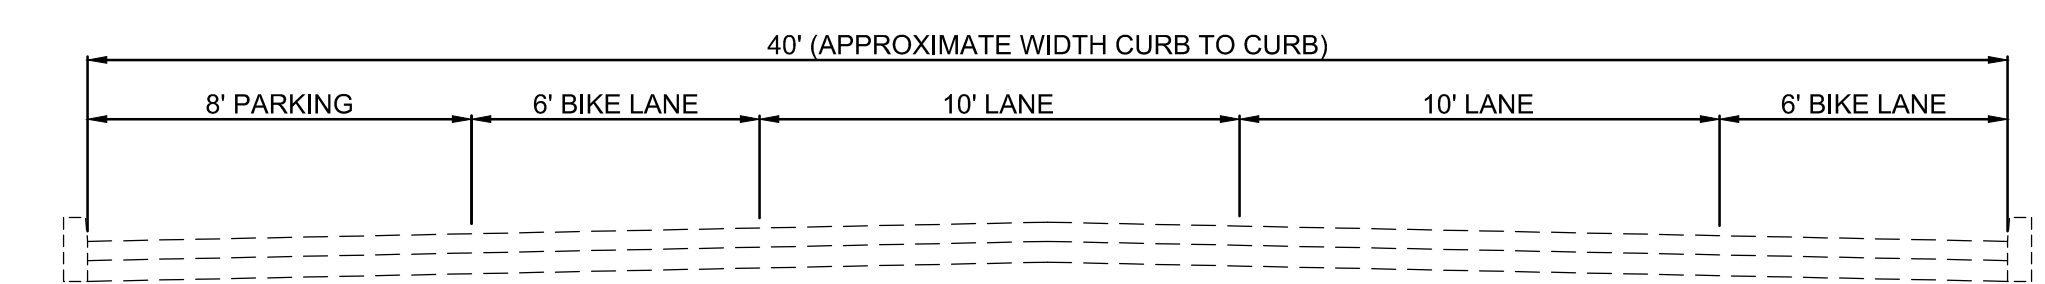 40' (APPROXIMATE WIDTH CURB TO CURB)
8' PARKING 6' BIKE LANE 10' LANE 10' LANE 6' BIKE LANE